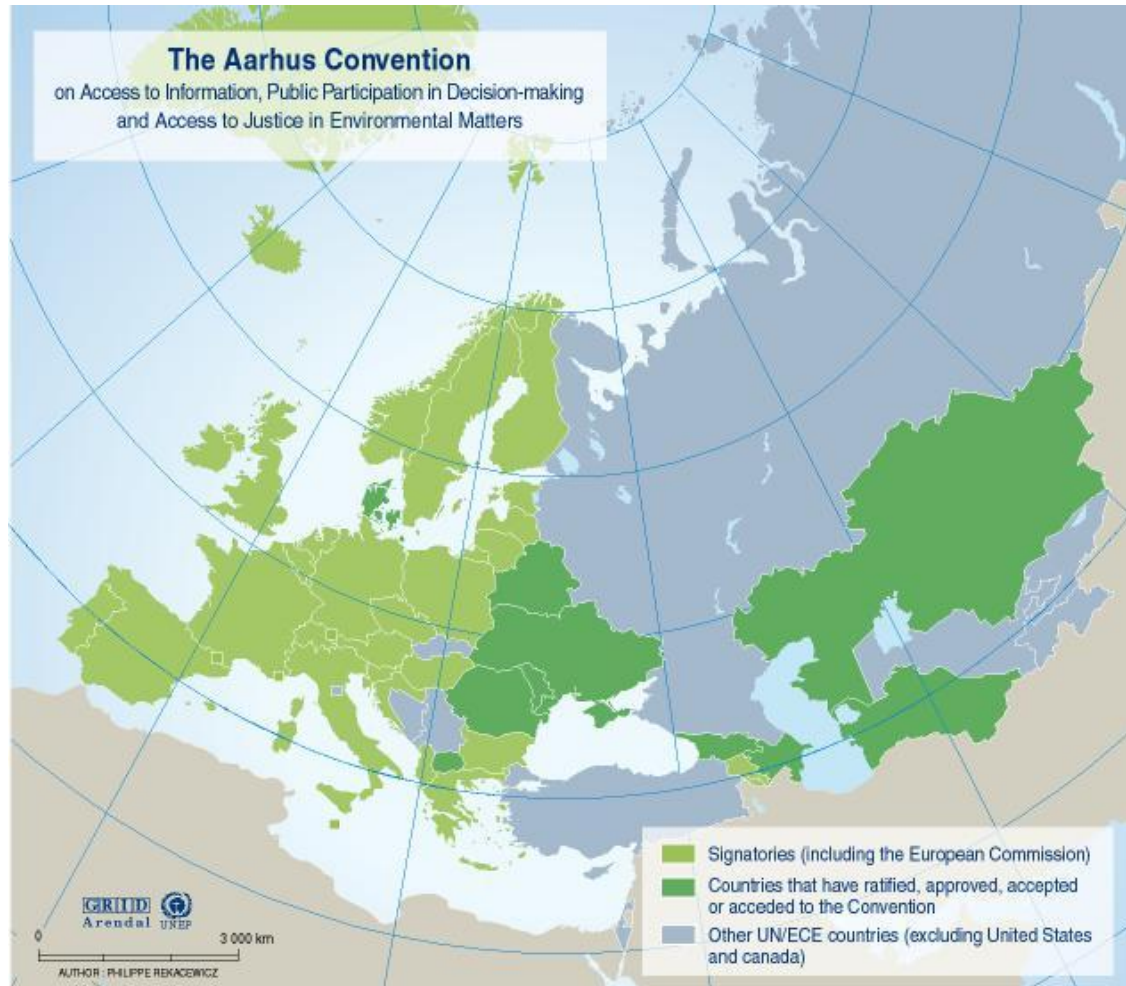 The Aarhus Convention
on Access to Information, Public Participation in Decision-making
and Access to Justice in Environmental Matters
Signatories (including the European Commission)
Countries that have ratified, approved, accepted
or acceded to the Convention
Other UN/ECE countries (excluding United States
and canada)
GRID
Arendal UNEP
0 3 000 km
AUTHOR : PHILIPPE REKACEWICZ